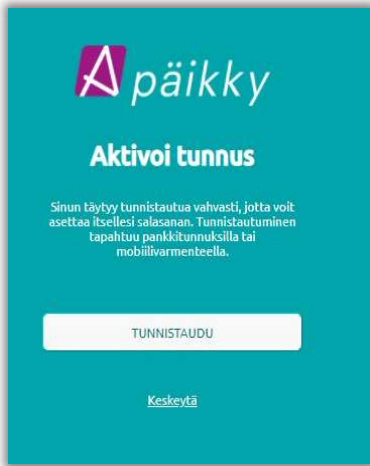 A päikky
Aktivoi tunnus
Sinun täytyy tunnistautua vahvasti, jotta voit
asettaa itsellesi salasanan. Tunnistautuminen
tapahtuu pankkitunnuksilla tai
mobiilivarmenteella.
TUNNISTAUDU
Keskeytä